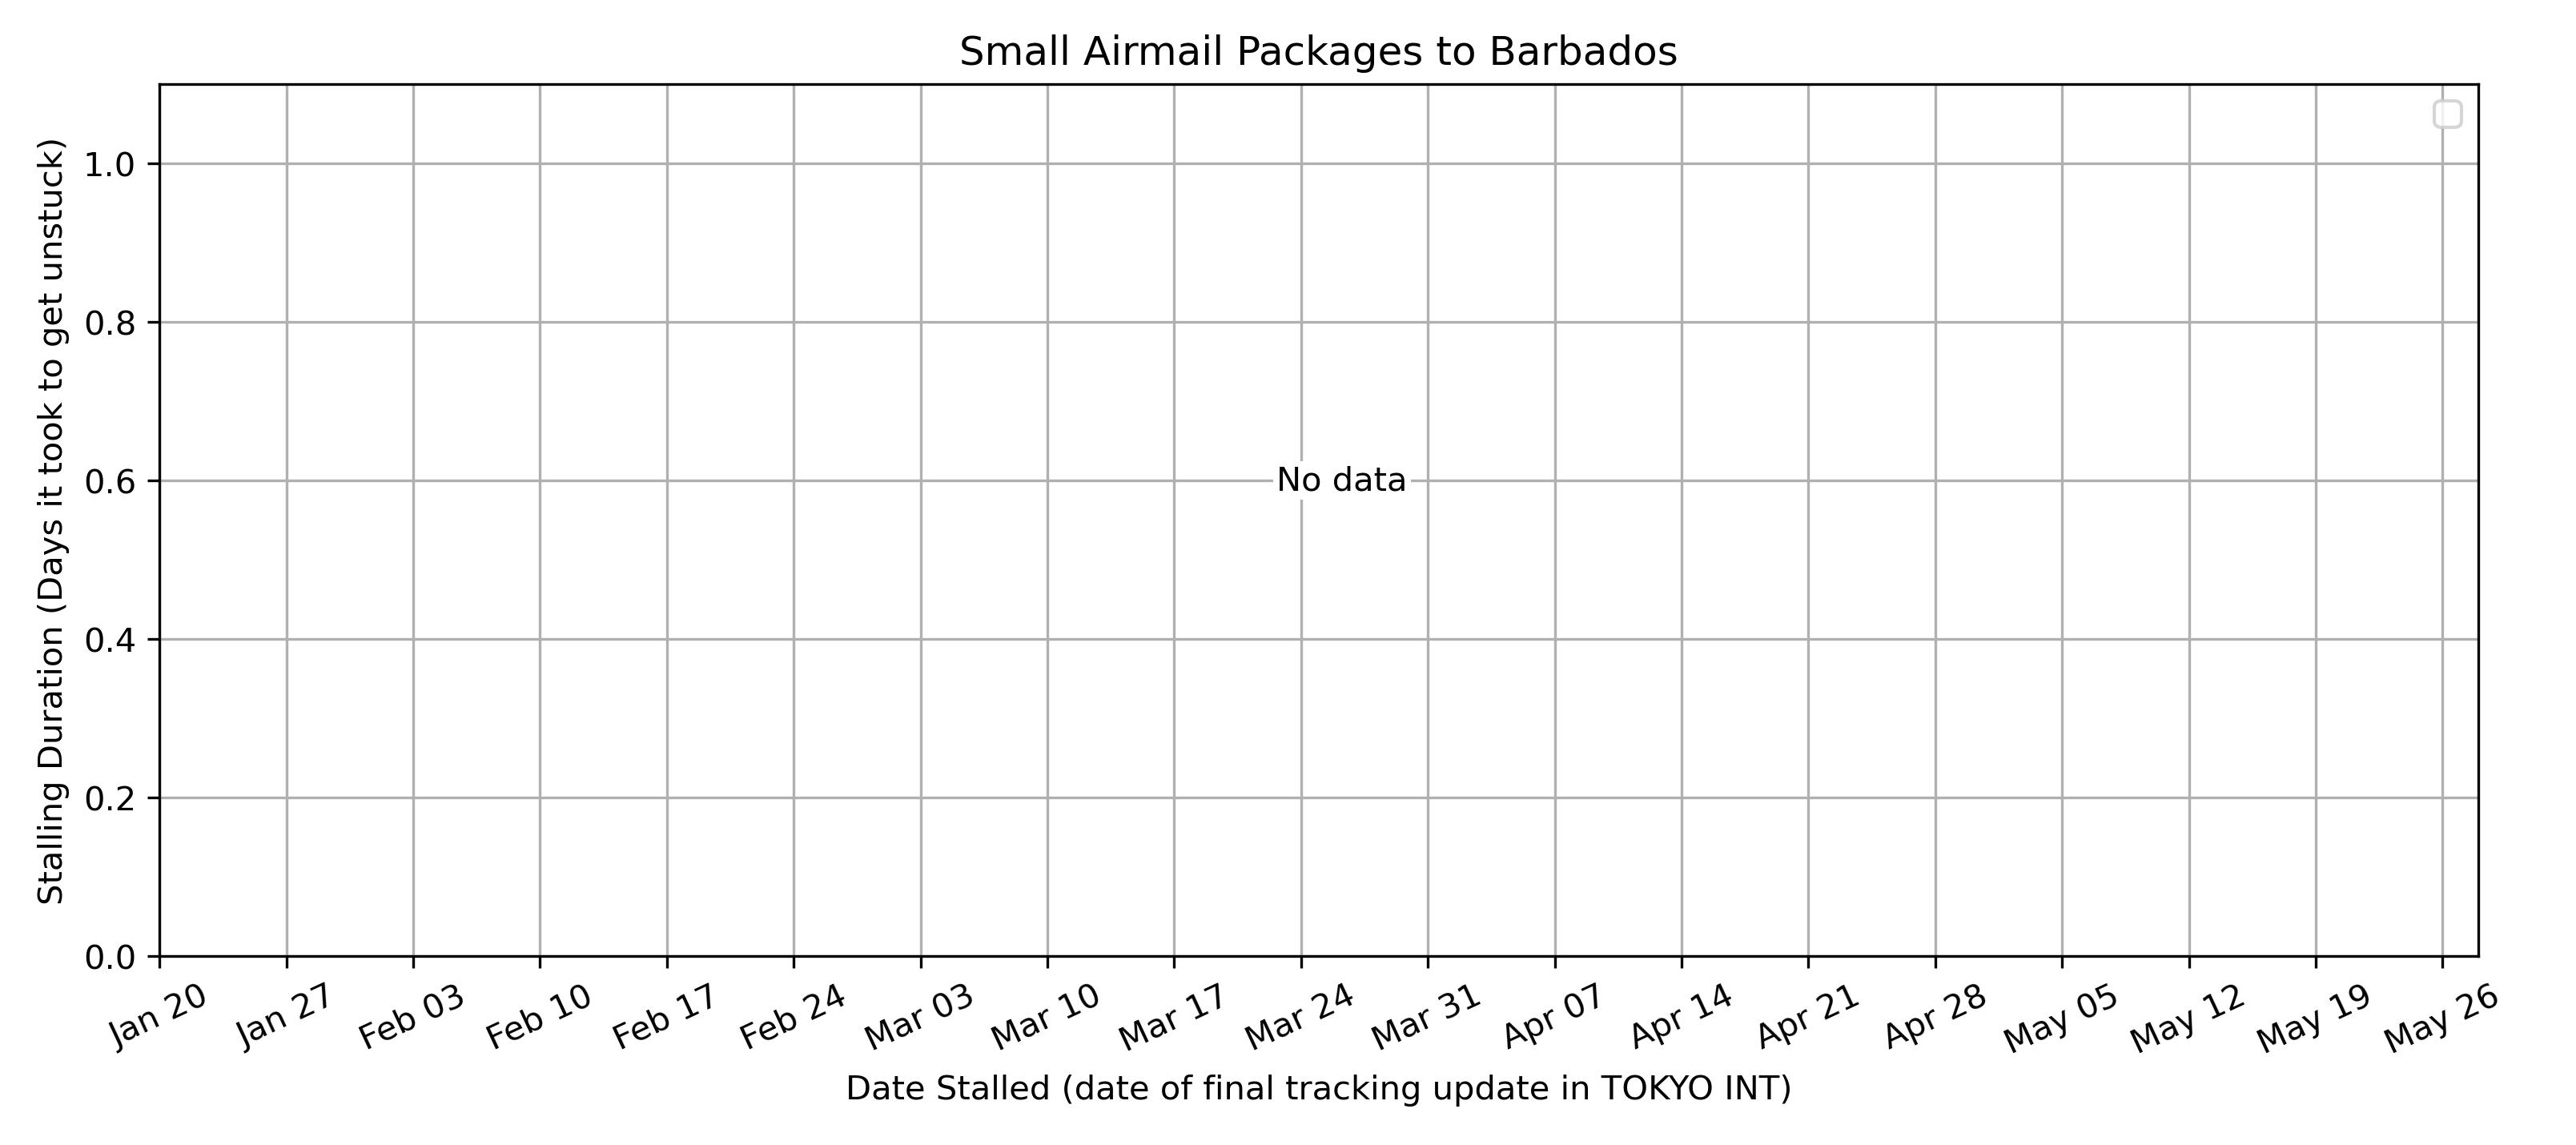 Small Airmail Packages to Barbados
Stalling Duration (Days it took to get unstuck)
1.0
0.8
0.6
0.4
0.2
0.0
No data
Jan 20 Jan 27 Feb 03 Feb 10 Feb 17 Feb 24 Mar 03 Mar 10 Mar 17 Mar 24 Mar 31 Apr 07 Apr 14 Apr 21 Apr 28 May 05 May 12 May 19 May 26
Date Stalled (date of final tracking update in TOKYO INT)